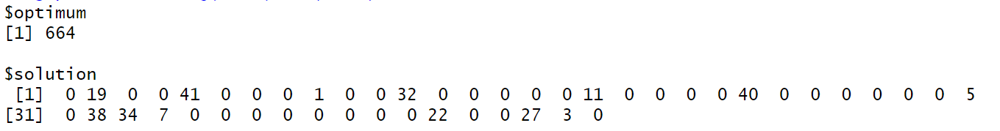 $optimum
[1] 664
$solution
[1] 0 19 0 0 41 0 0 0 1 0 0 32 0 0 0 0 0 11 0 0 0 0 40 0 0 0 0 0 0 5
[31] 0 38 34 7 0 0 0 0 0 0 0 0 22 0 0 27 3 0